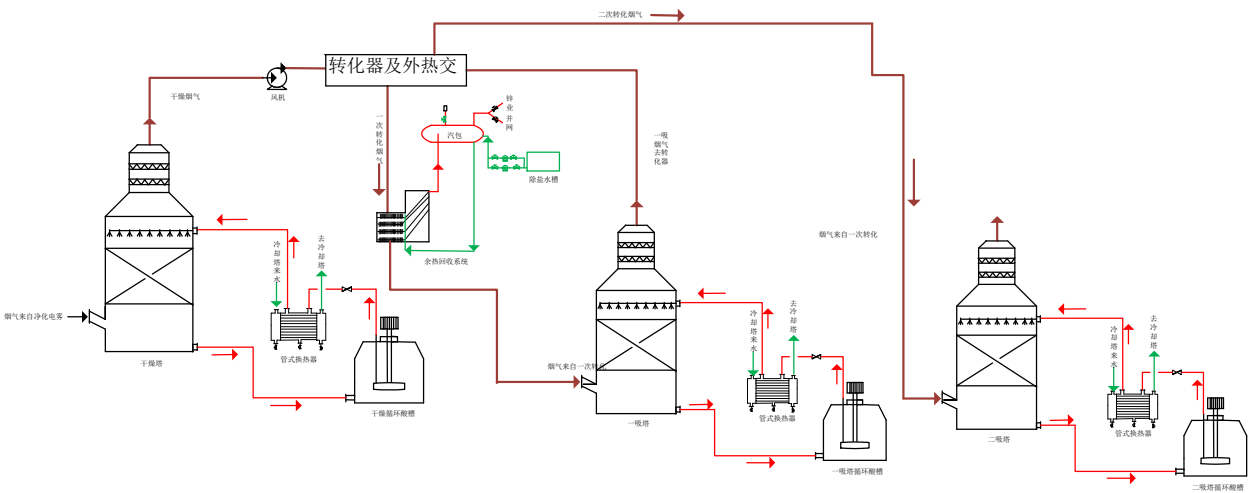 二次转化烟气
转化器及外热交
干燥烟气
风机
锌业并网
汽包
一次转化烟气
一吸烟气去转化器
除盐水槽
余热回收系统
冷却塔来水
去冷却塔
烟气来自净化电雾
管式换热器
干燥塔
干燥循环酸槽
烟气来自一次转化
冷却塔来水
去冷却塔
管式换热器
一吸塔
一吸塔循环酸槽
烟气来自一次转化
冷却塔来水
去冷却塔
管式换热器
二吸塔
二吸塔循环酸槽